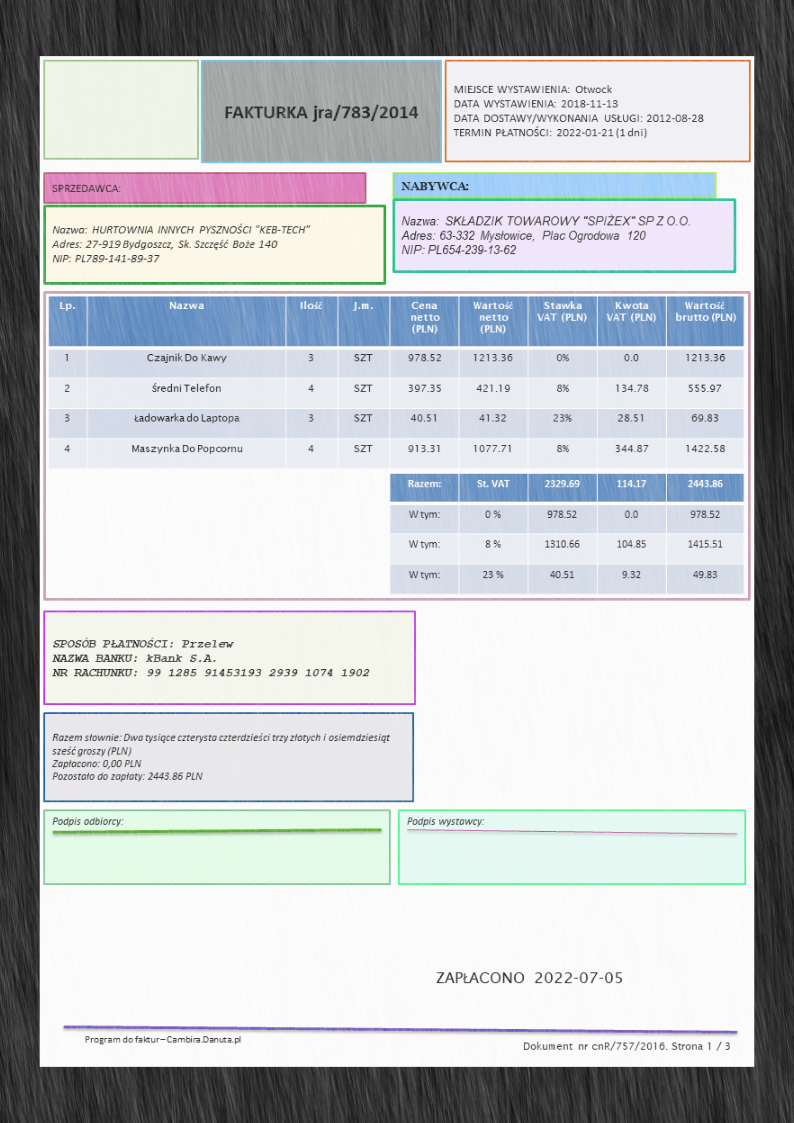 FAKTURKA jra/783/2014
MIEJSCE WYSTAWIENIA: Otwock
DATA WYSTAWIENIA: 2018-11-13
DATA DOSTAWY/WYKONANIA USŁUGI: 2012-08-28
TERMIN PŁATNOŚCI: 2022-01-21 (1 dni)
SPRZEDAWCA:
Nazwa: HURTOWNIA INNYCH PYSZNOŚCI "KEB-TECH"
Adres: 27-919 Bydgoszcz, Sk. Szczęść Boże 140
NIP: PL789-141-89-37
NABYWCA:
Nazwa: SKŁADZIK TOWAROWY "SPIŻEX" SP Z O.O.
Adres: 63-332 Mysłowice, Plac Ogrodowa 120
NIP: PL654-239-13-62
Lp. Nazwa Ilość J.m. Cena netto (PLN) Wartość netto (PLN) Stawka VAT (PLN) Kwota VAT (PLN) Wartość brutto (PLN)
1 Czajnik Do Kawy 3 SZT 978.52 1213.36 0% 0.0 1213.36
2 Średni Telefon 4 SZT 397.35 421.19 8% 134.78 555.97
3 Ładowarka do Laptopa 3 SZT 40.51 41.32 23% 28.51 69.83
4 Maszynka Do Popcornu 4 SZT 913.31 1077.71 8% 344.87 1422.58
Razem: St. VAT 2329.69 114.17 2443.86
W tym: 0 % 978.52 0.0 978.52
W tym: 8 % 1310.66 104.85 1415.51
W tym: 23 % 40.51 9.32 49.83
SPOSÓB PŁATNOŚCI: Przelew
NAZWA BANKU: kBank S.A.
NR RACHUNKU: 99 1285 91453193 2939 1074 1902
Razem słownie: Dwa tysiące czterysta czterdzieści trzy złotych i osiemdziesiąt
sześć groszy (PLN)
Zapłacono: 0,00 PLN
Pozostało do zapłaty: 2443.86 PLN
Podpis odbiorcy:
Podpis wystawcy:
ZAPŁACONO 2022-07-05
Program do faktur – Cambira.Danuta.pl
Dokument nr cnR/757/2016. Strona 1 / 3